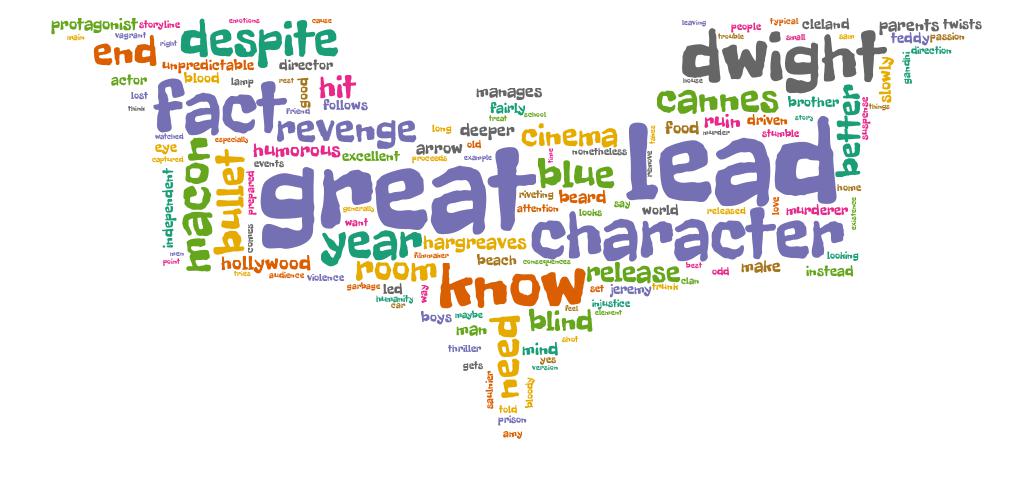 protagonist
storyline
emotions
cause
main
vagrant
right
end
despite
unpredictable
director
actor
blood
lamp
rest
good
hit
lost
think
fact
friend
follows
revenge
watched
especially
eye
captured
humorous
excellent
events
manages
fairly
school
treat
long
deeper
arrow
old
proceeds
example
cinema
nonetheless
time
takes
remove
leaving
people
typical
cleland
parents
twists
trouble
small
sam
teddy
passion
direction
gandhi
slowly
dwight
house
cannes
brother
things
suspense
better
food
ruin
driven
story
murder
stumble
independent
macon
bullet
prepared
comes
great
lead
blue
riveting
beard
attention
looks
say
world
released
love
murderer
home
existence
generally
want
year
hargreaves
filmmaker
character
men
point
hollywood
tries
audience
violence
room
beach
consequences
release
best
odd
clan
make
looking
instead
garbage
led
humanity
car
way
know
set
jeremy
trunk
injustice
feel
element
boys
maybe
man
need
blind
shot
thriller
gets
mind
yes
version
saulnier
bloody
told
prison
amy